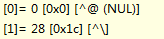 [0]= 0 [0x0] [^@ (NUL)]
[1]= 28 [0x1c] [^\]